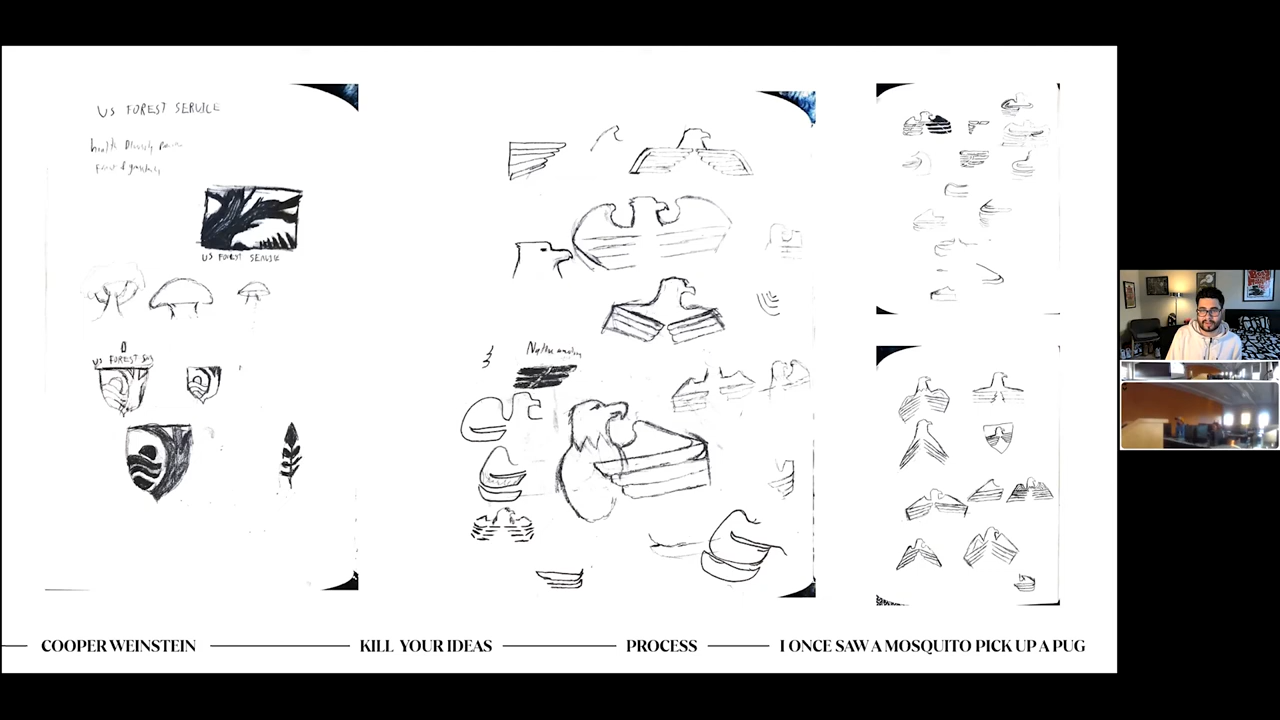 US FOREST SERVICE
US FOREST SERVICE
US FOREST
COOPER WEINSTEIN
KILL YOUR IDEAS
PROCESS
I ONCE SAW A MOSQUITO PICK UP A PUG